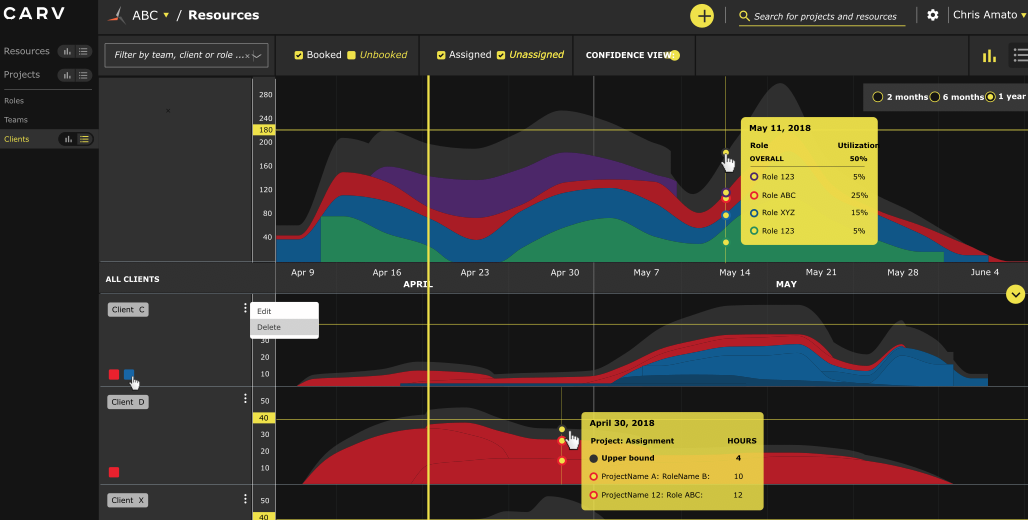 CARV
ABC / Resources
+
Search for projects and resources
Chris Amato
Resources
Projects
Roles
Teams
Clients
Filter by team, client or role ...
Booked Unbooked
Assigned Unassigned
CONFIDENCE VIEW
2 months 6 months 1 year
280
240
180
200
160
120
80
40
May 11, 2018
Role Utilization
OVERALL 50%
Role 123 5%
Role ABC 25%
Role XYZ 15%
Role 123 5%
ALL CLIENTS
Apr 9 Apr 16 Apr 23 Apr 30 May 7 May 14 May 21 May 28 June 4
APRIL MAY
Client C
Edit
Delete
30
20
10
Client D
50
40
30
20
10
April 30, 2018
Project: Assignment HOURS
Upper bound 4
ProjectName A: RoleName B: 10
ProjectName 12: Role ABC: 12
Client X
50
40